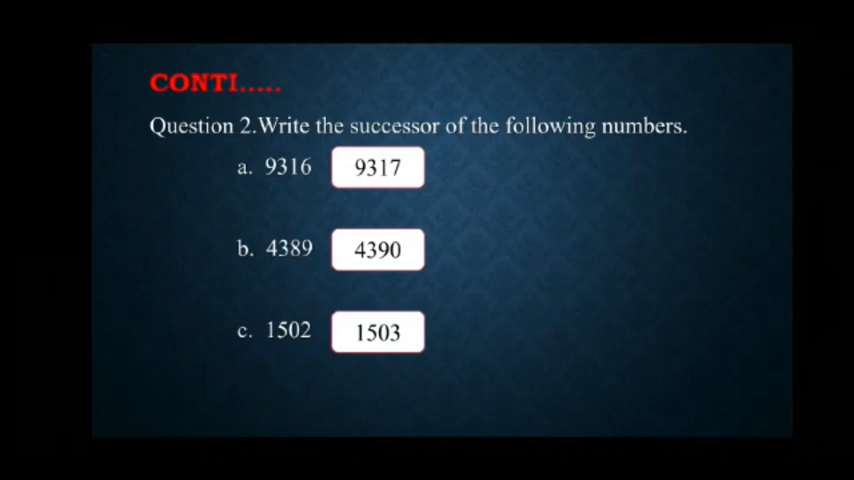 CONTI.....
Question 2.Write the successor of the following numbers.
a. 9316 9317
b. 4389 4390
c. 1502 1503